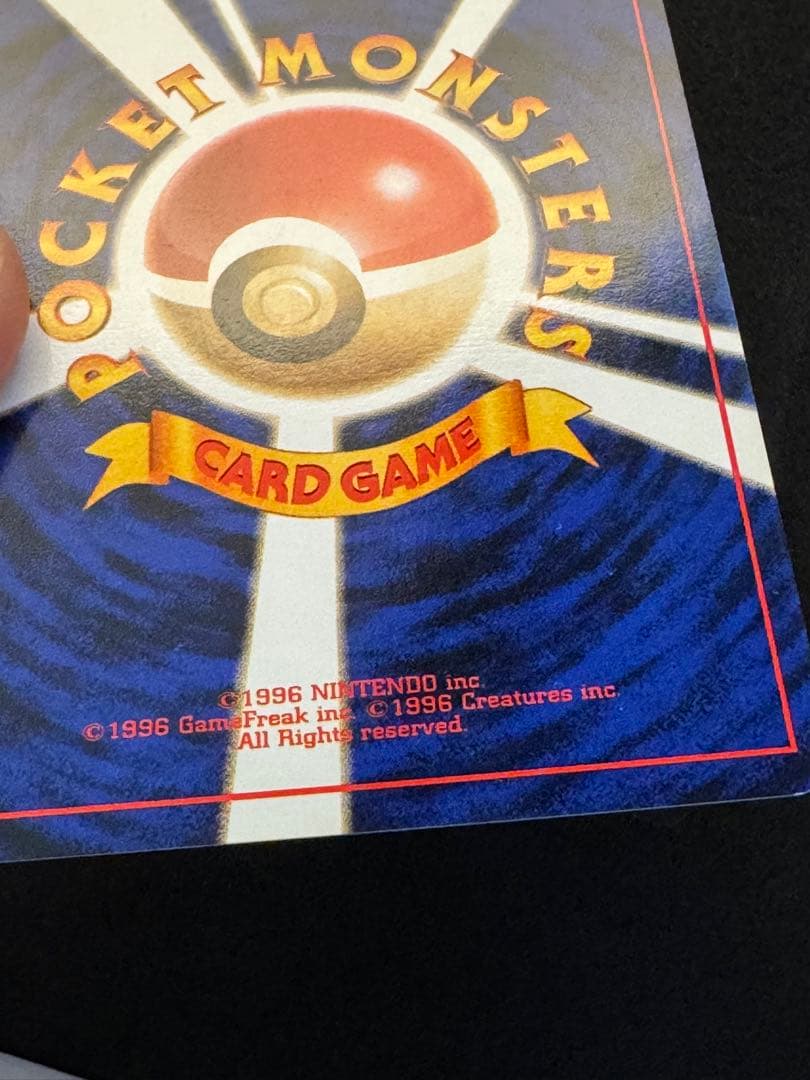 POCKET MONSTERS
CARD GAME
©1996 NINTENDO inc.
©1996 GameFreak inc. ©1996 Creatures inc.
All Rights reserved.